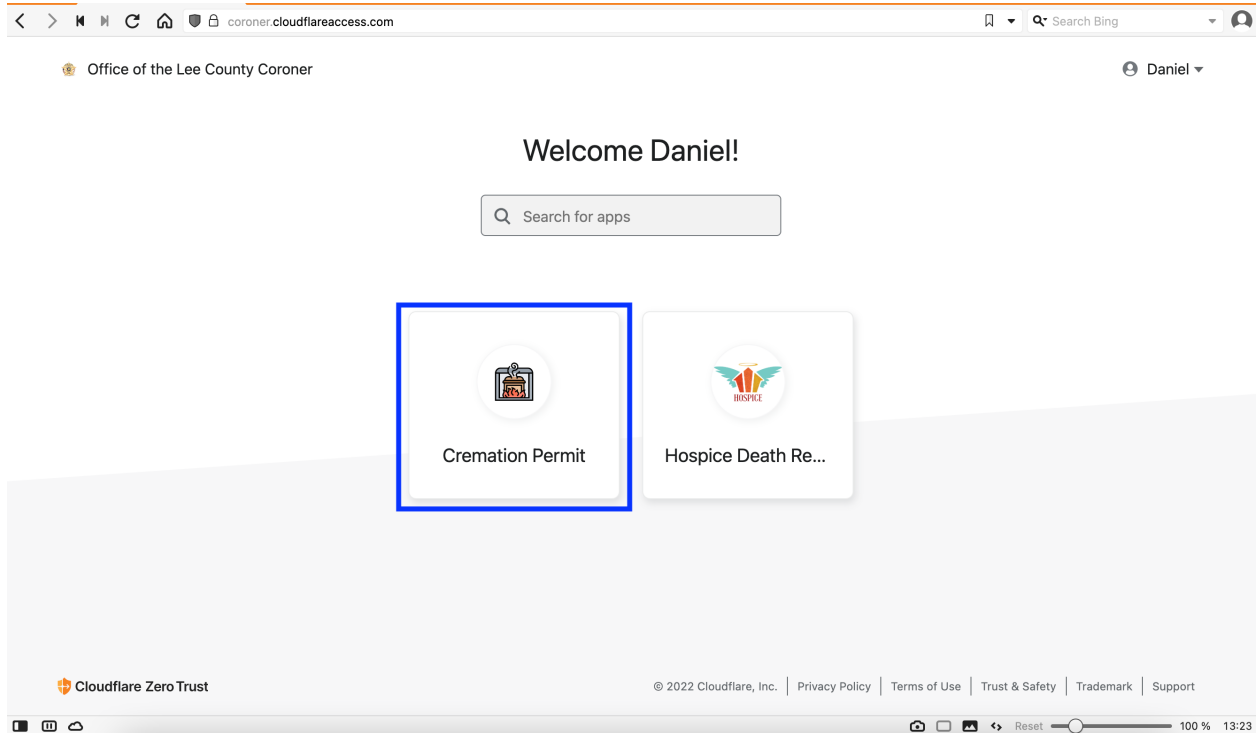 coroner.cloudflareaccess.com
Search Bing
Office of the Lee County Coroner
Daniel
Welcome Daniel!
Search for apps
HOSPICE
Cremation Permit
Hospice Death Re...
Cloudflare Zero Trust
© 2022 Cloudflare, Inc.
Privacy Policy
Terms of Use
Trust & Safety
Trademark
Support
Reset
100 %
13:23